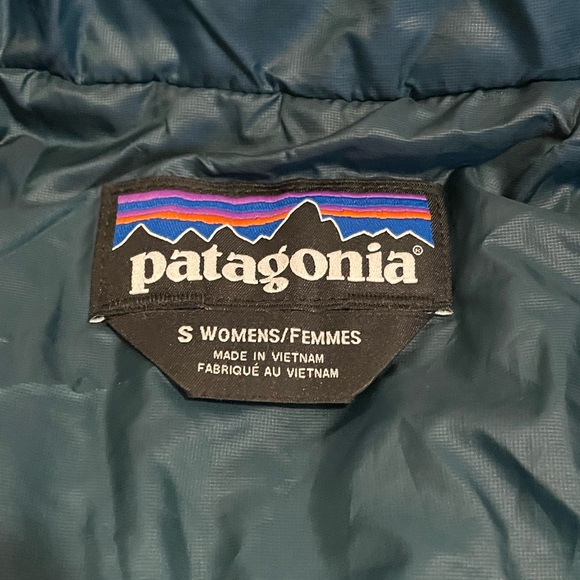 patagonia®
S WOMENS/FEMMES
MADE IN VIETNAM
FABRIQUÉ AU VIETNAM